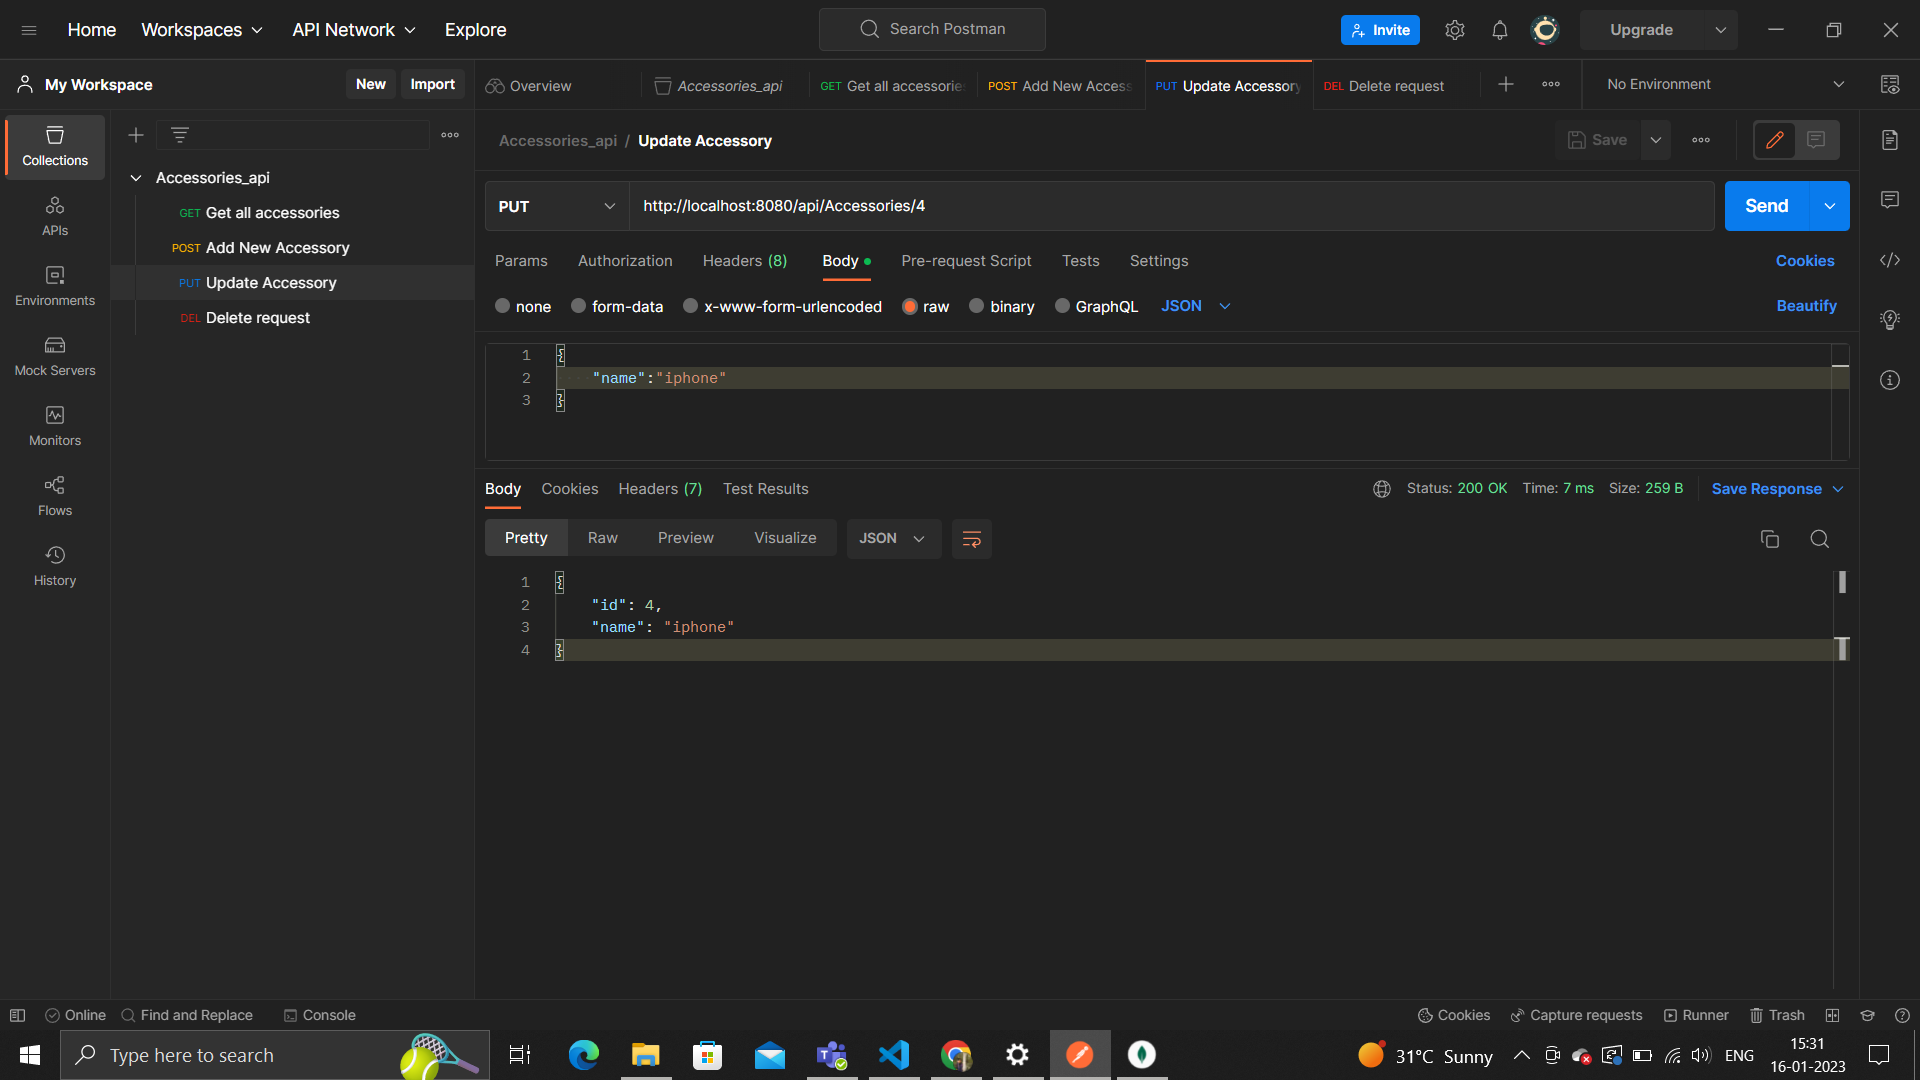 Home Workspaces API Network Explore Search Postman Invite Upgrade
My Workspace New Import Overview Accessories_api GET Get all accessorie POST Add New Access PUT Update Accessory DEL Delete request No Environment
Collections
APIs
Environments
Mock Servers
Monitors
Flows
History
Accessories_api
GET Get all accessories
POST Add New Accessory
PUT Update Accessory
DEL Delete request
Accessories_api / Update Accessory Save
PUT http://localhost:8080/api/Accessories/4 Send
Params Authorization Headers (8) Body Pre-request Script Tests Settings Cookies
none form-data x-www-form-urlencoded raw binary GraphQL JSON Beautify
1 {
2 "name":"iphone"
3 }
Body Cookies Headers (7) Test Results Status: 200 OK Time: 7 ms Size: 259 B Save Response
Pretty Raw Preview Visualize JSON
1 {
2 "id": 4,
3 "name": "iphone"
4 }
Online Find and Replace Console Cookies Capture requests Runner Trash
Type here to search 31°C Sunny ENG 15:31
16-01-2023